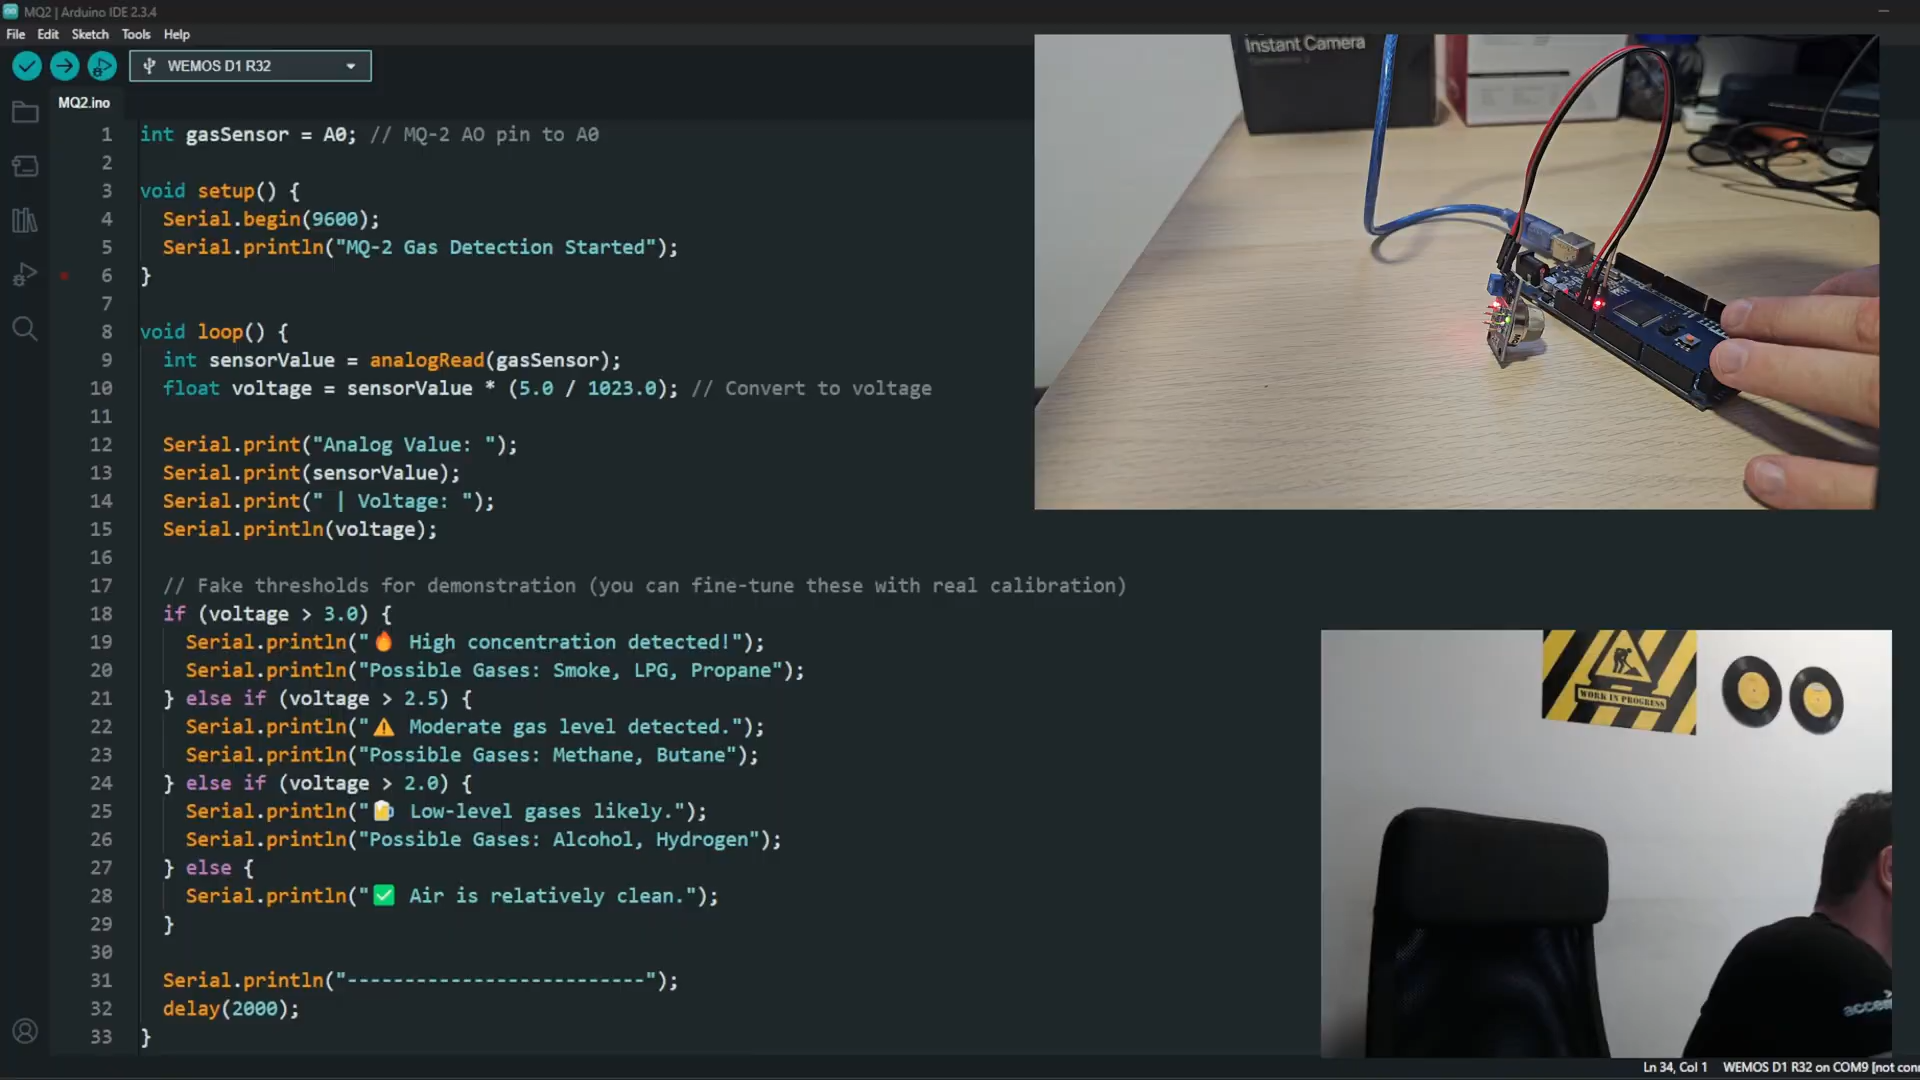 MQ2 | Arduino IDE 2.3.4
File Edit Sketch Tools Help
WEMOS D1 R32
MQ2.ino
1 int gasSensor = A0; // MQ-2 AO pin to A0
2
3 void setup() {
4 Serial.begin(9600);
5 Serial.println("MQ-2 Gas Detection Started");
6 }
7
8 void loop() {
9 int sensorValue = analogRead(gasSensor);
10 float voltage = sensorValue * (5.0 / 1023.0); // Convert to voltage
11
12 Serial.print("Analog Value: ");
13 Serial.print(sensorValue);
14 Serial.print(" | Voltage: ");
15 Serial.println(voltage);
16
17 // Fake thresholds for demonstration (you can fine-tune these with real calibration)
18 if (voltage > 3.0) {
19 Serial.println("🔥 High concentration detected!");
20 Serial.println("Possible Gases: Smoke, LPG, Propane");
21 } else if (voltage > 2.5) {
22 Serial.println("⚠️ Moderate gas level detected.");
23 Serial.println("Possible Gases: Methane, Butane");
24 } else if (voltage > 2.0) {
25 Serial.println("🍺 Low-level gases likely.");
26 Serial.println("Possible Gases: Alcohol, Hydrogen");
27 } else {
28 Serial.println("✅ Air is relatively clean.");
29 }
30
31 Serial.println("--------------------------");
32 delay(2000);
33 }
Instant Camera
WORK IN PROGRESS
Ln 34, Col 1 WEMOS D1 R32 on COM9 [not con